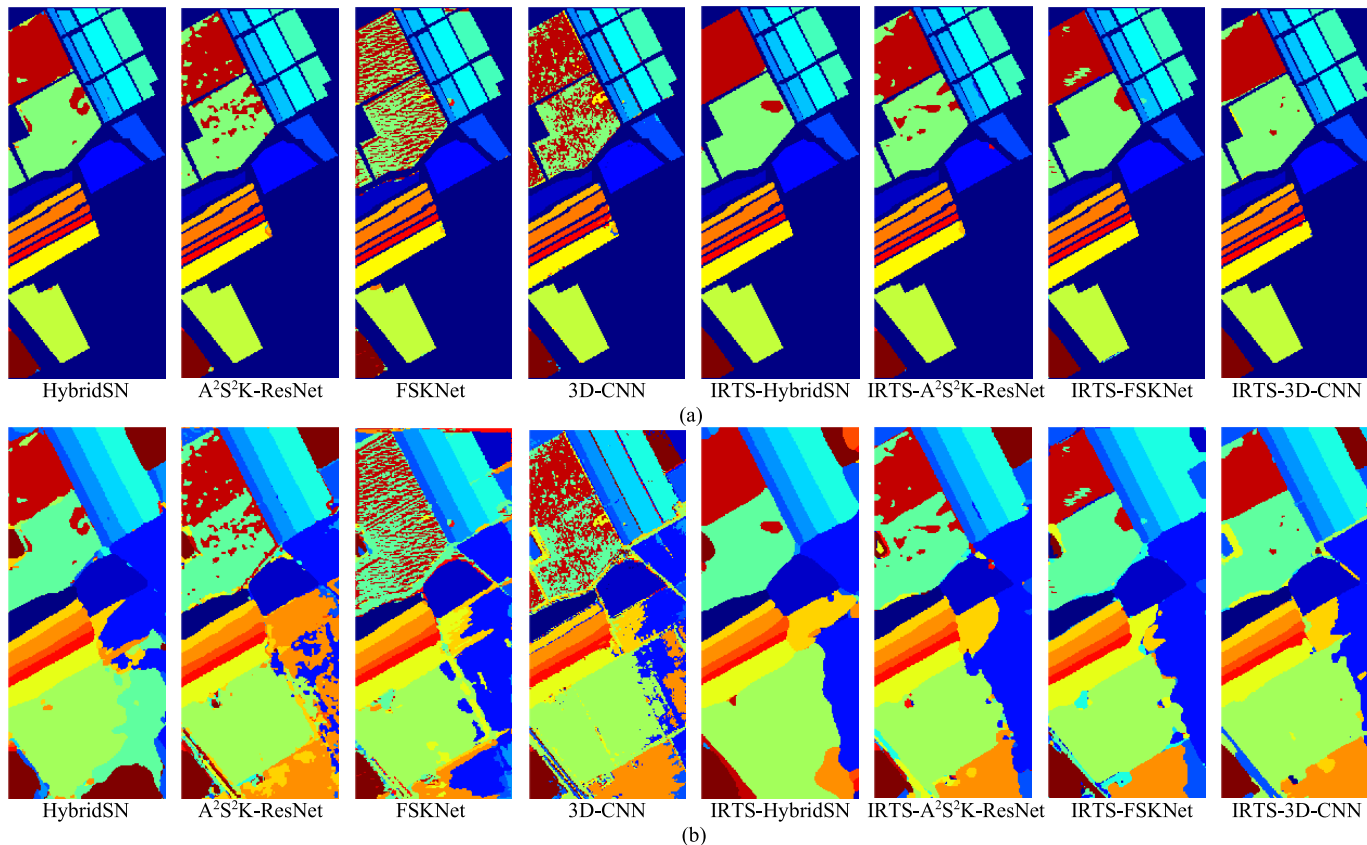 HybridSN A²S²K-ResNet FSKNet 3D-CNN IRTS-HybridSN IRTS-A²S²K-ResNet IRTS-FSKNet IRTS-3D-CNN
(a)
HybridSN A²S²K-ResNet FSKNet 3D-CNN IRTS-HybridSN IRTS-A²S²K-ResNet IRTS-FSKNet IRTS-3D-CNN
(b)